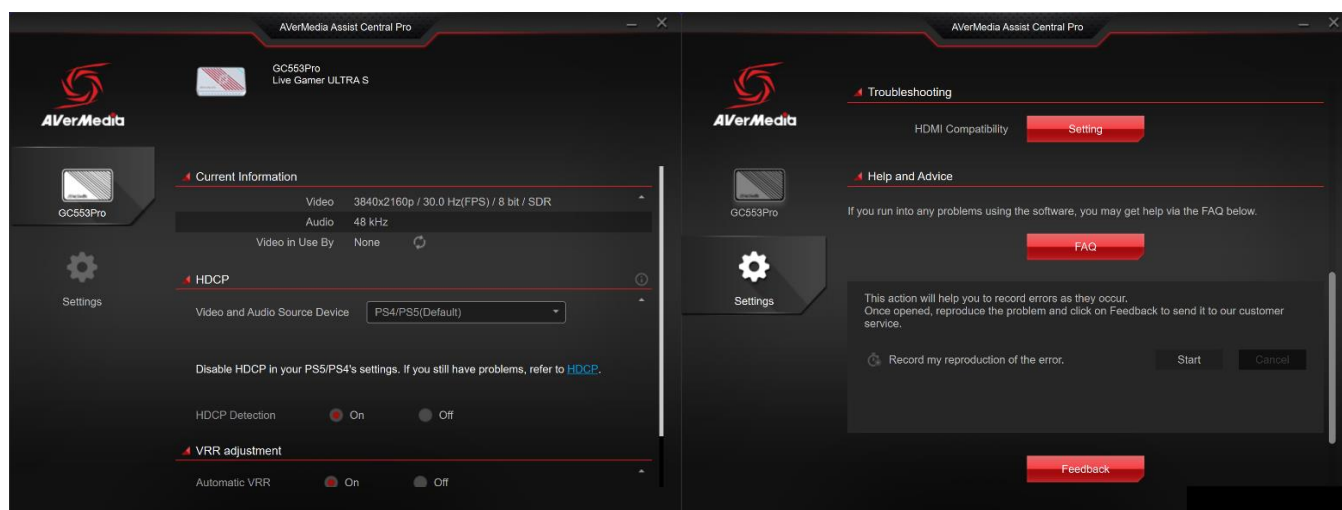 AVerMedia Assist Central Pro
AVerMedia
GC553Pro
Live Gamer ULTRA S
GC553Pro
Settings
Current Information
Video 3840x2160p / 30.0 Hz(FPS) / 8 bit / SDR
Audio 48 kHz
Video in Use By None
HDCP
Video and Audio Source Device PS4/PS5(Default)
Disable HDCP in your PS5/PS4's settings. If you still have problems, refer to HDCP.
HDCP Detection On Off
VRR adjustment
Automatic VRR On Off
AVerMedia Assist Central Pro
AVerMedia
GC553Pro
Settings
Troubleshooting
HDMI Compatibility Setting
Help and Advice
If you run into any problems using the software, you may get help via the FAQ below.
FAQ
This action will help you to record errors as they occur.
Once opened, reproduce the problem and click on Feedback to send it to our customer
service.
Record my reproduction of the error. Start Cancel
Feedback